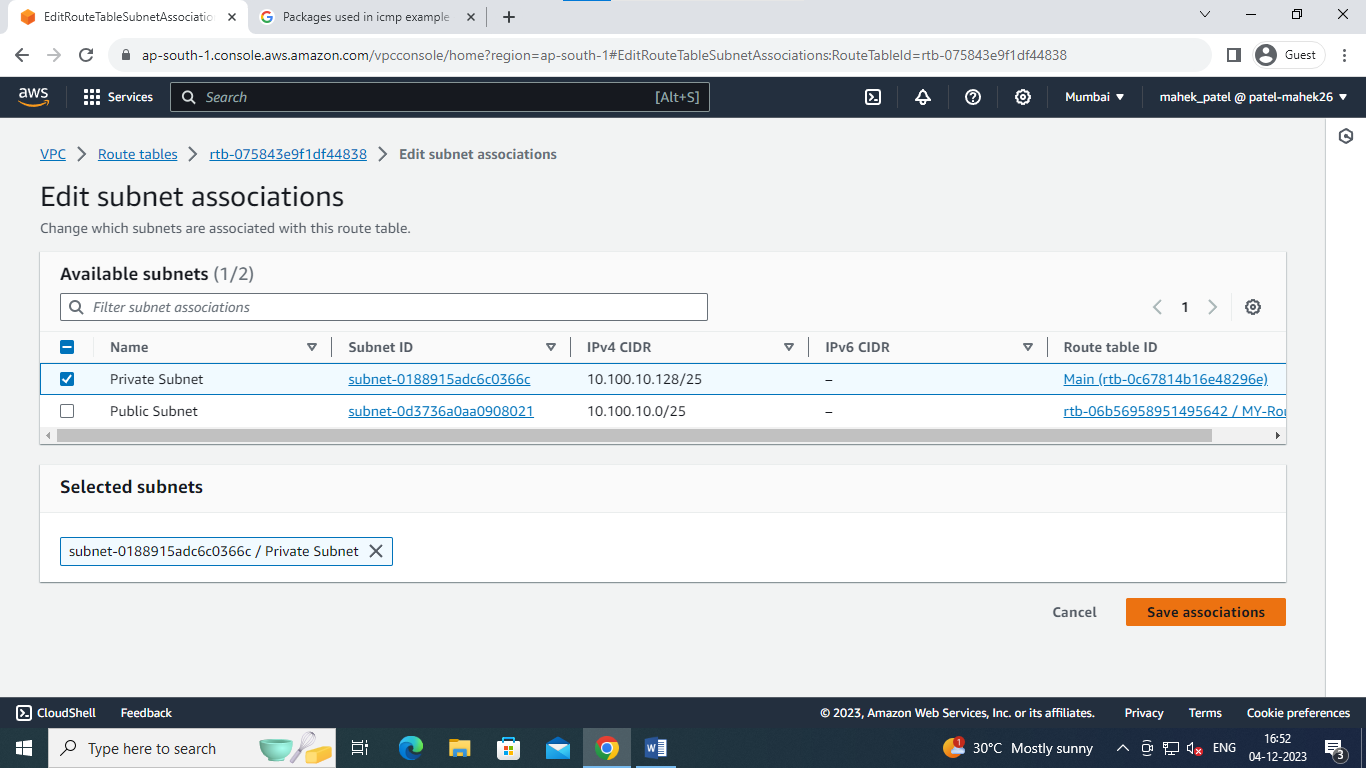 EditRouteTableSubnetAssociatio
Packages used in icmp example
ap-south-1.console.aws.amazon.com/vpcconsole/home?region=ap-south-1#EditRouteTableSubnetAssociations:RouteTableId=rtb-075843e9f1df44838
Guest
aws Services Search [Alt+S] Mumbai mahek_patel @ patel-mahek26
VPC Route tables rtb-075843e9f1df44838 Edit subnet associations
Edit subnet associations
Change which subnets are associated with this route table.
Available subnets (1/2)
Filter subnet associations 1
Name Subnet ID IPv4 CIDR IPv6 CIDR Route table ID
Private Subnet subnet-0188915adc6c0366c 10.100.10.128/25 – Main (rtb-0c67814b16e48296e)
Public Subnet subnet-0d3736a0aa0908021 10.100.10.0/25 – rtb-06b56958951495642 / MY-Rou
Selected subnets
subnet-0188915adc6c0366c / Private Subnet
Cancel Save associations
CloudShell Feedback © 2023, Amazon Web Services, Inc. or its affiliates. Privacy Terms Cookie preferences
Type here to search 1 30°C Mostly sunny ENG 16:52
04-12-2023 3